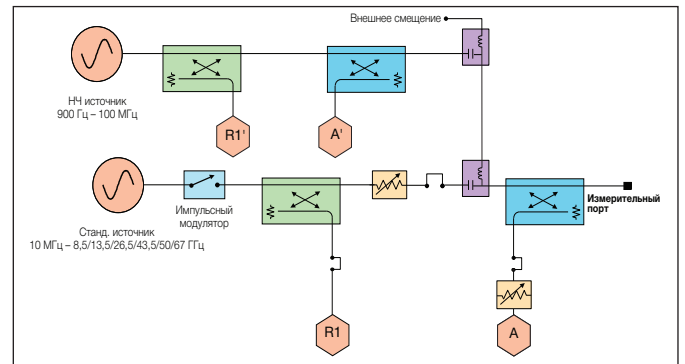 Внешнее смещение
НЧ источник
900 Гц – 100 МГц
R1'
A'
Импульсный
модулятор
Измерительный
порт
Станд. источник
10 МГц – 8,5/13,5/26,5/43,5/50/67 ГГц
R1
A